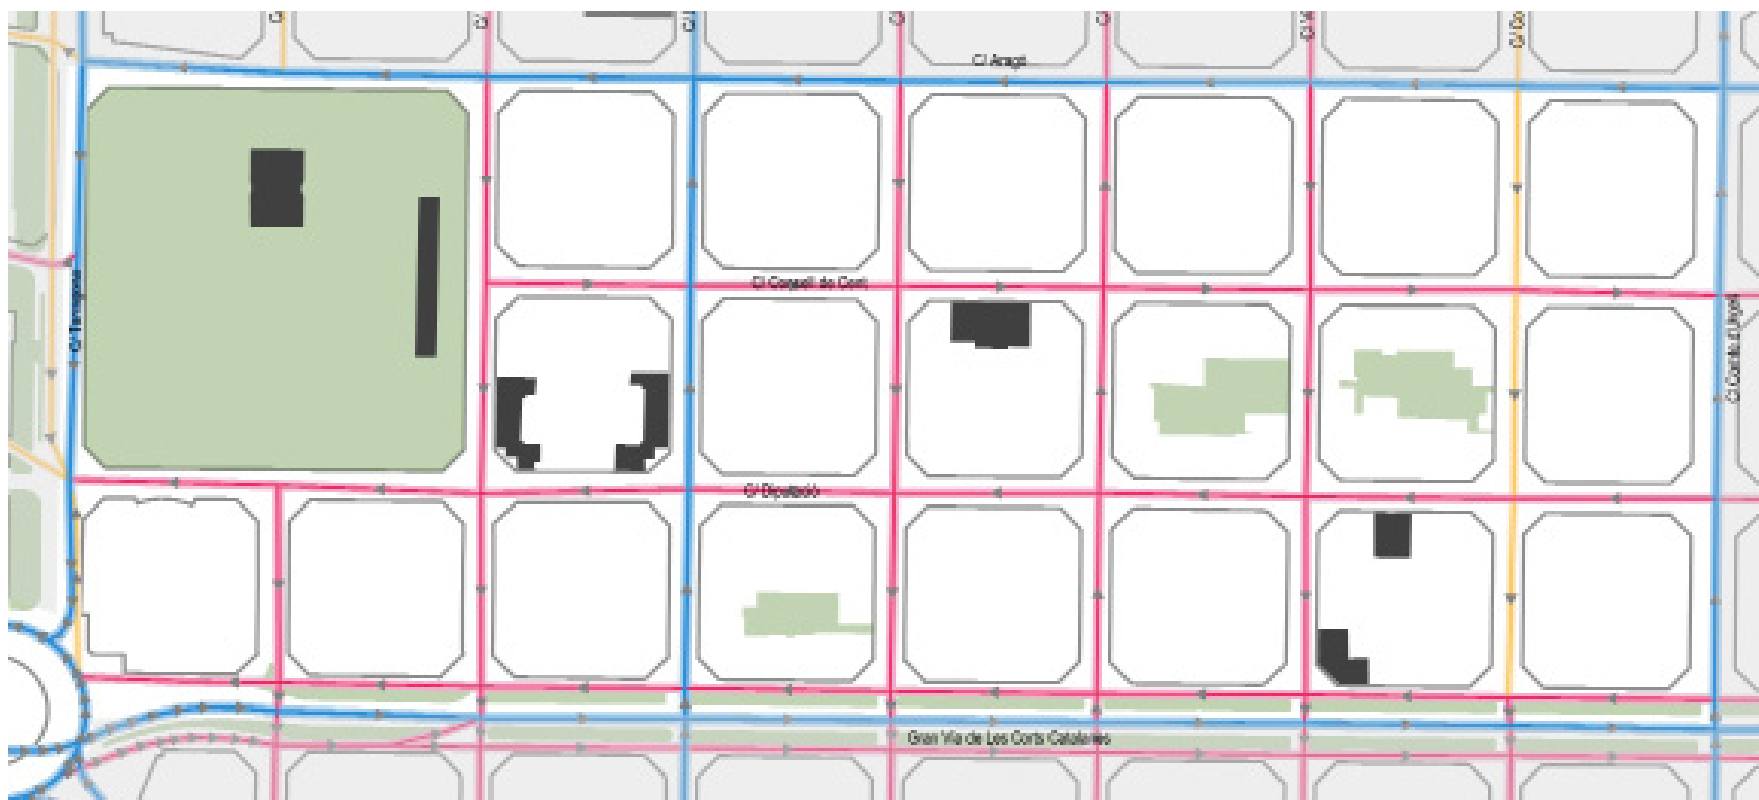 C/
C/
C/
C/
C/
C/ Aragó
C/ Consell de Cent
C/ Tarragona
C/ Comte d'Urgell
C/ Diputació
Gran Via de Les Corts Catalanes